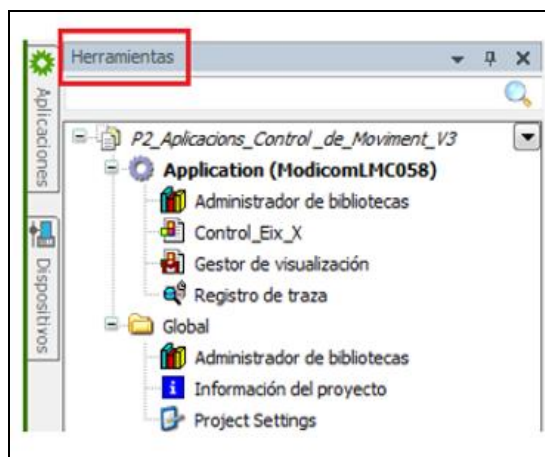 Herramientas
Aplicaciones
P2_Aplicacions_Control_de_Moviment_V3
Application (ModicomLMC058)
Administrador de bibliotecas
Control_Eix_X
Gestor de visualización
Registro de traza
Dispositivos
Global
Administrador de bibliotecas
Información del proyecto
Project Settings